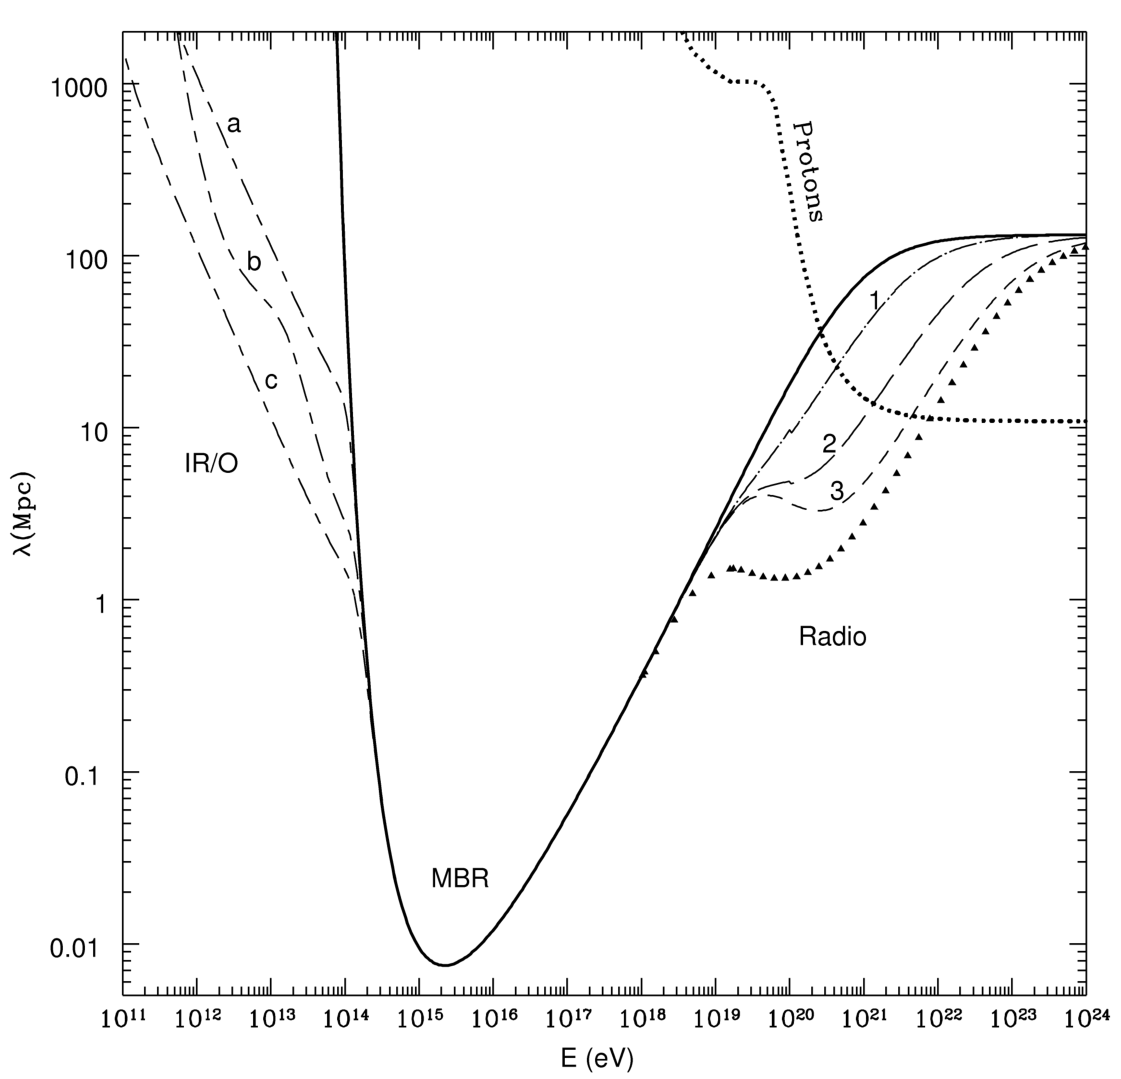 1000
100
10
1
0.1
0.01
λ(Mpc)
a
b
c
IR/O
MBR
Protons
1
2
3
Radio
10¹¹ 10¹² 10¹³ 10¹⁴ 10¹⁵ 10¹⁶ 10¹⁷ 10¹⁸ 10¹⁹ 10²⁰ 10²¹ 10²² 10²³ 10²⁴
E (eV)